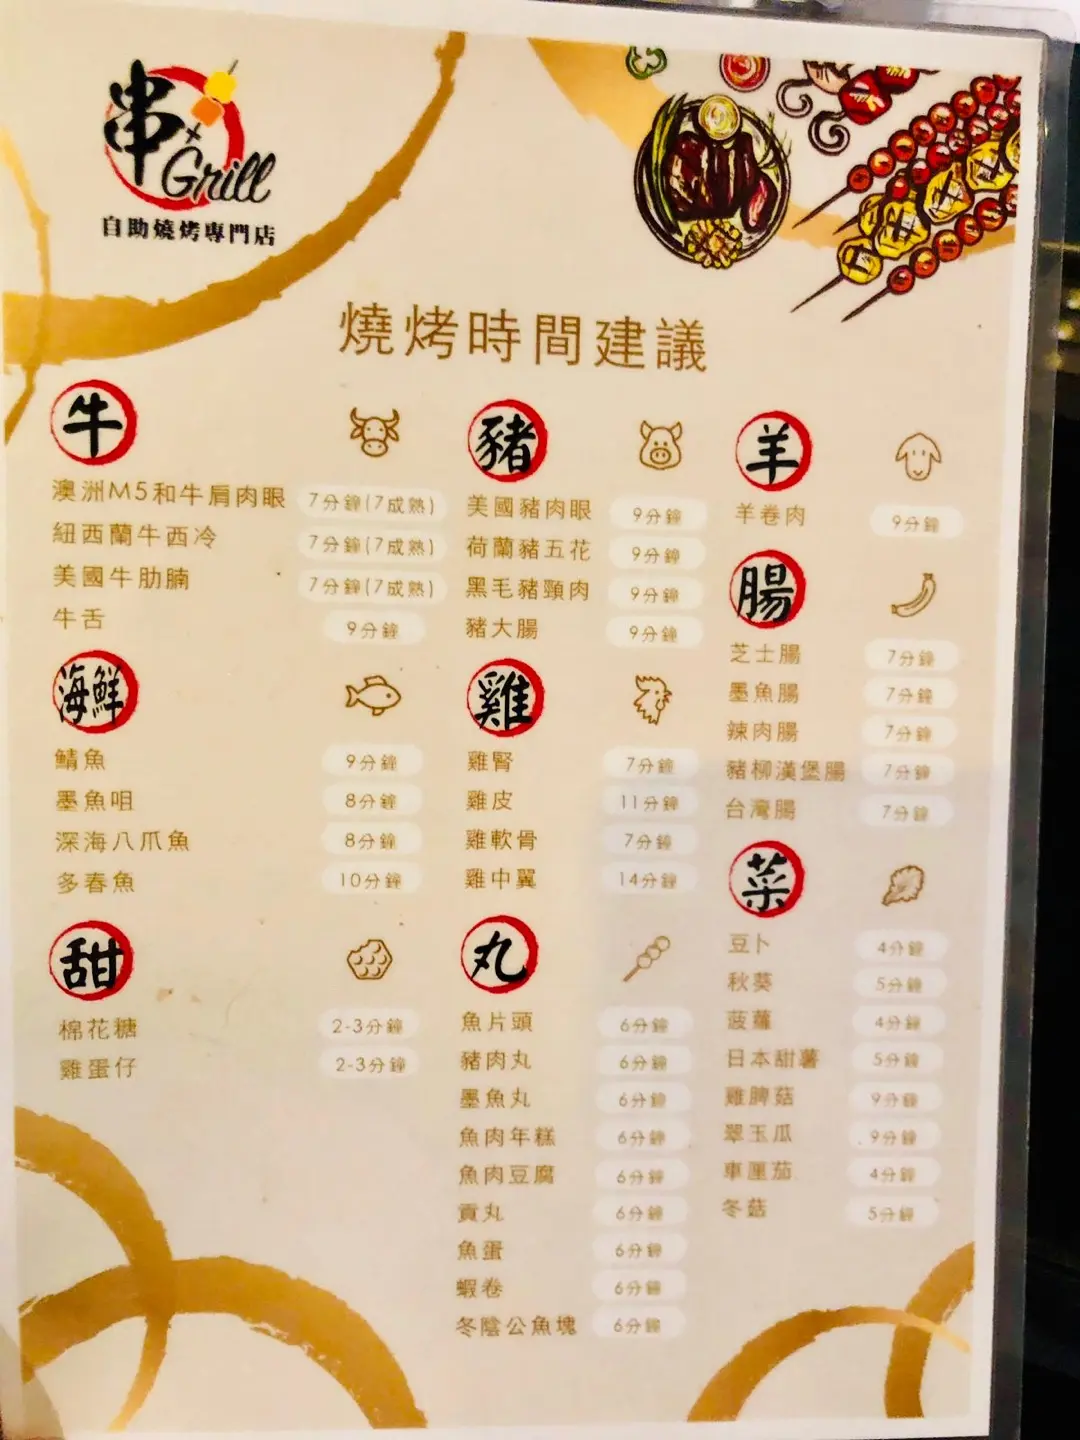 串
× Grill
自助燒烤專門店
燒烤時間建議
牛
澳洲M5和牛肩肉眼 7分鐘(7成熟)
紐西蘭牛西冷 7分鐘(7成熟)
美國牛肋腩 7分鐘(7成熟)
牛舌 9分鐘
海鮮
鯖魚 9分鐘
墨魚咀 8分鐘
深海八爪魚 8分鐘
多春魚 10分鐘
甜
棉花糖 2-3分鐘
雞蛋仔 2-3分鐘
豬
美國豬肉眼 9分鐘
荷蘭豬五花 9分鐘
黑毛豬頸肉 9分鐘
豬大腸 9分鐘
雞
雞腎 7分鐘
雞皮 11分鐘
雞軟骨 7分鐘
雞中翼 14分鐘
丸
魚片頭 6分鐘
豬肉丸 6分鐘
墨魚丸 6分鐘
魚肉年糕 6分鐘
魚肉豆腐 6分鐘
貢丸 6分鐘
魚蛋 6分鐘
蝦卷 6分鐘
冬陰公魚塊 6分鐘
羊
羊卷肉 9分鐘
腸
芝士腸 7分鐘
墨魚腸 7分鐘
辣肉腸 7分鐘
豬柳漢堡腸 7分鐘
台灣腸 7分鐘
菜
豆卜 4分鐘
秋葵 5分鐘
菠蘿 4分鐘
日本甜薯 5分鐘
雞脾菇 9分鐘
翠玉瓜 9分鐘
車厘茄 4分鐘
冬菇 5分鐘